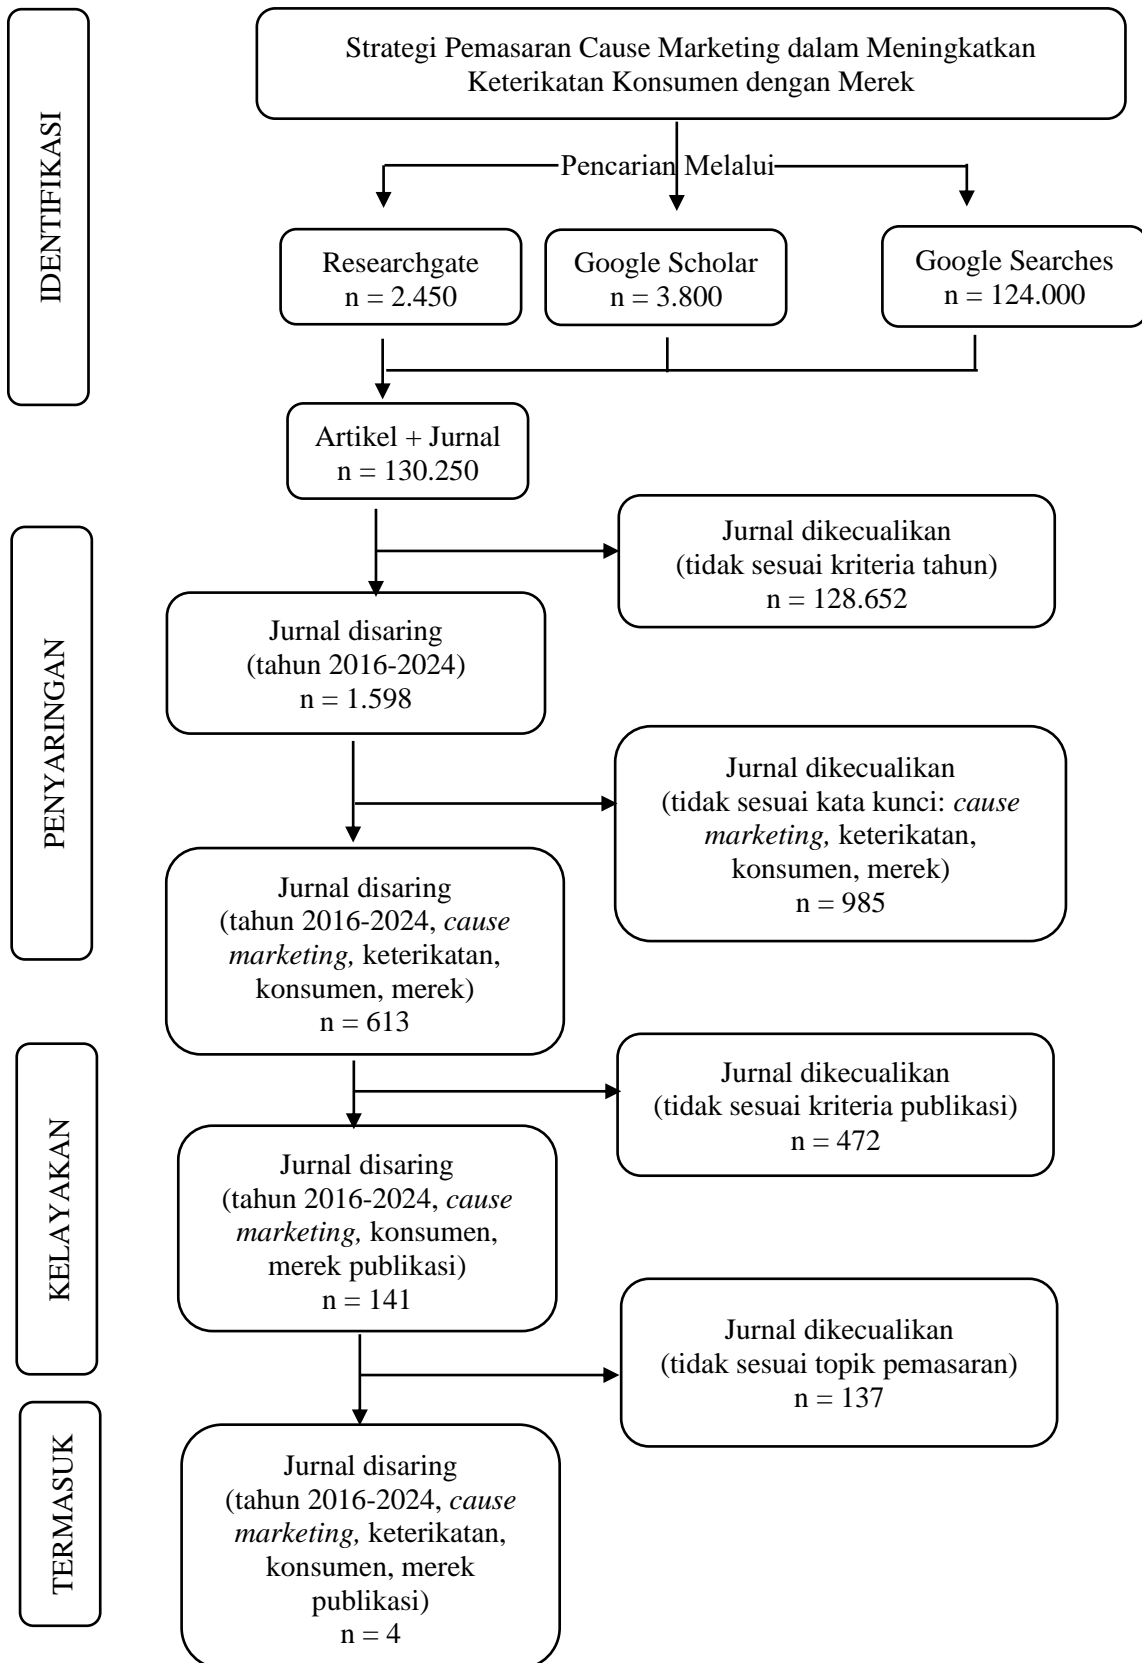 IDENTIFIKASI
Strategi Pemasaran Cause Marketing dalam Meningkatkan
Keterikatan Konsumen dengan Merek
Pencarian Melalui
Researchgate
n = 2.450
Google Scholar
n = 3.800
Google Searches
n = 124.000
Artikel + Jurnal
n = 130.250
PENYARINGAN
Jurnal dikecualikan
(tidak sesuai kriteria tahun)
n = 128.652
Jurnal disaring
(tahun 2016-2024)
n = 1.598
Jurnal dikecualikan
(tidak sesuai kata kunci: cause
marketing, keterikatan,
konsumen, merek)
n = 985
Jurnal disaring
(tahun 2016-2024, cause
marketing, keterikatan,
konsumen, merek)
n = 613
KELAYAKAN
Jurnal dikecualikan
(tidak sesuai kriteria publikasi)
n = 472
Jurnal disaring
(tahun 2016-2024, cause
marketing, konsumen,
merek publikasi)
n = 141
Jurnal dikecualikan
(tidak sesuai topik pemasaran)
n = 137
TERMASUK
Jurnal disaring
(tahun 2016-2024, cause
marketing, keterikatan,
konsumen, merek
publikasi)
n = 4